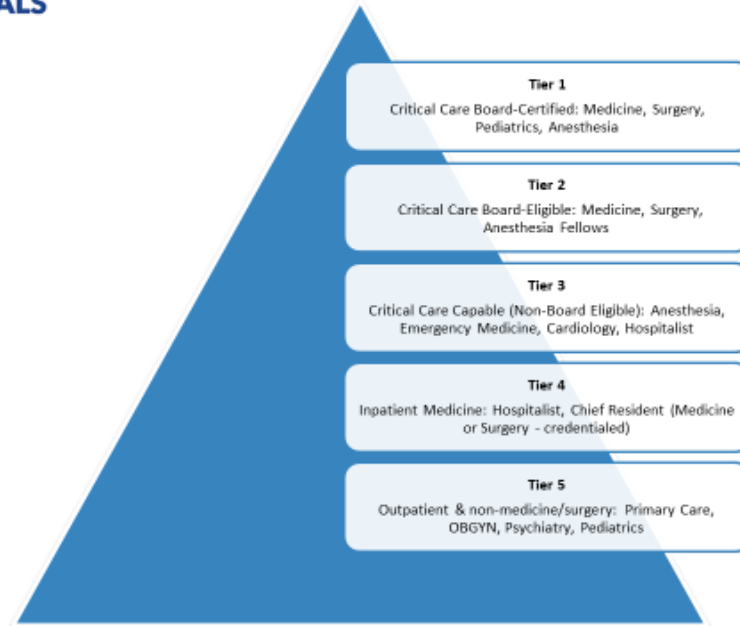 ALS
Tier 1
Critical Care Board-Certified: Medicine, Surgery,
Pediatrics, Anesthesia
Tier 2
Critical Care Board-Eligible: Medicine, Surgery,
Anesthesia Fellows
Tier 3
Critical Care Capable (Non-Board Eligible): Anesthesia,
Emergency Medicine, Cardiology, Hospitalist
Tier 4
Inpatient Medicine: Hospitalist, Chief Resident (Medicine
or Surgery - credentialed)
Tier 5
Outpatient & non-medicine/surgery: Primary Care,
OBGYN, Psychiatry, Pediatrics